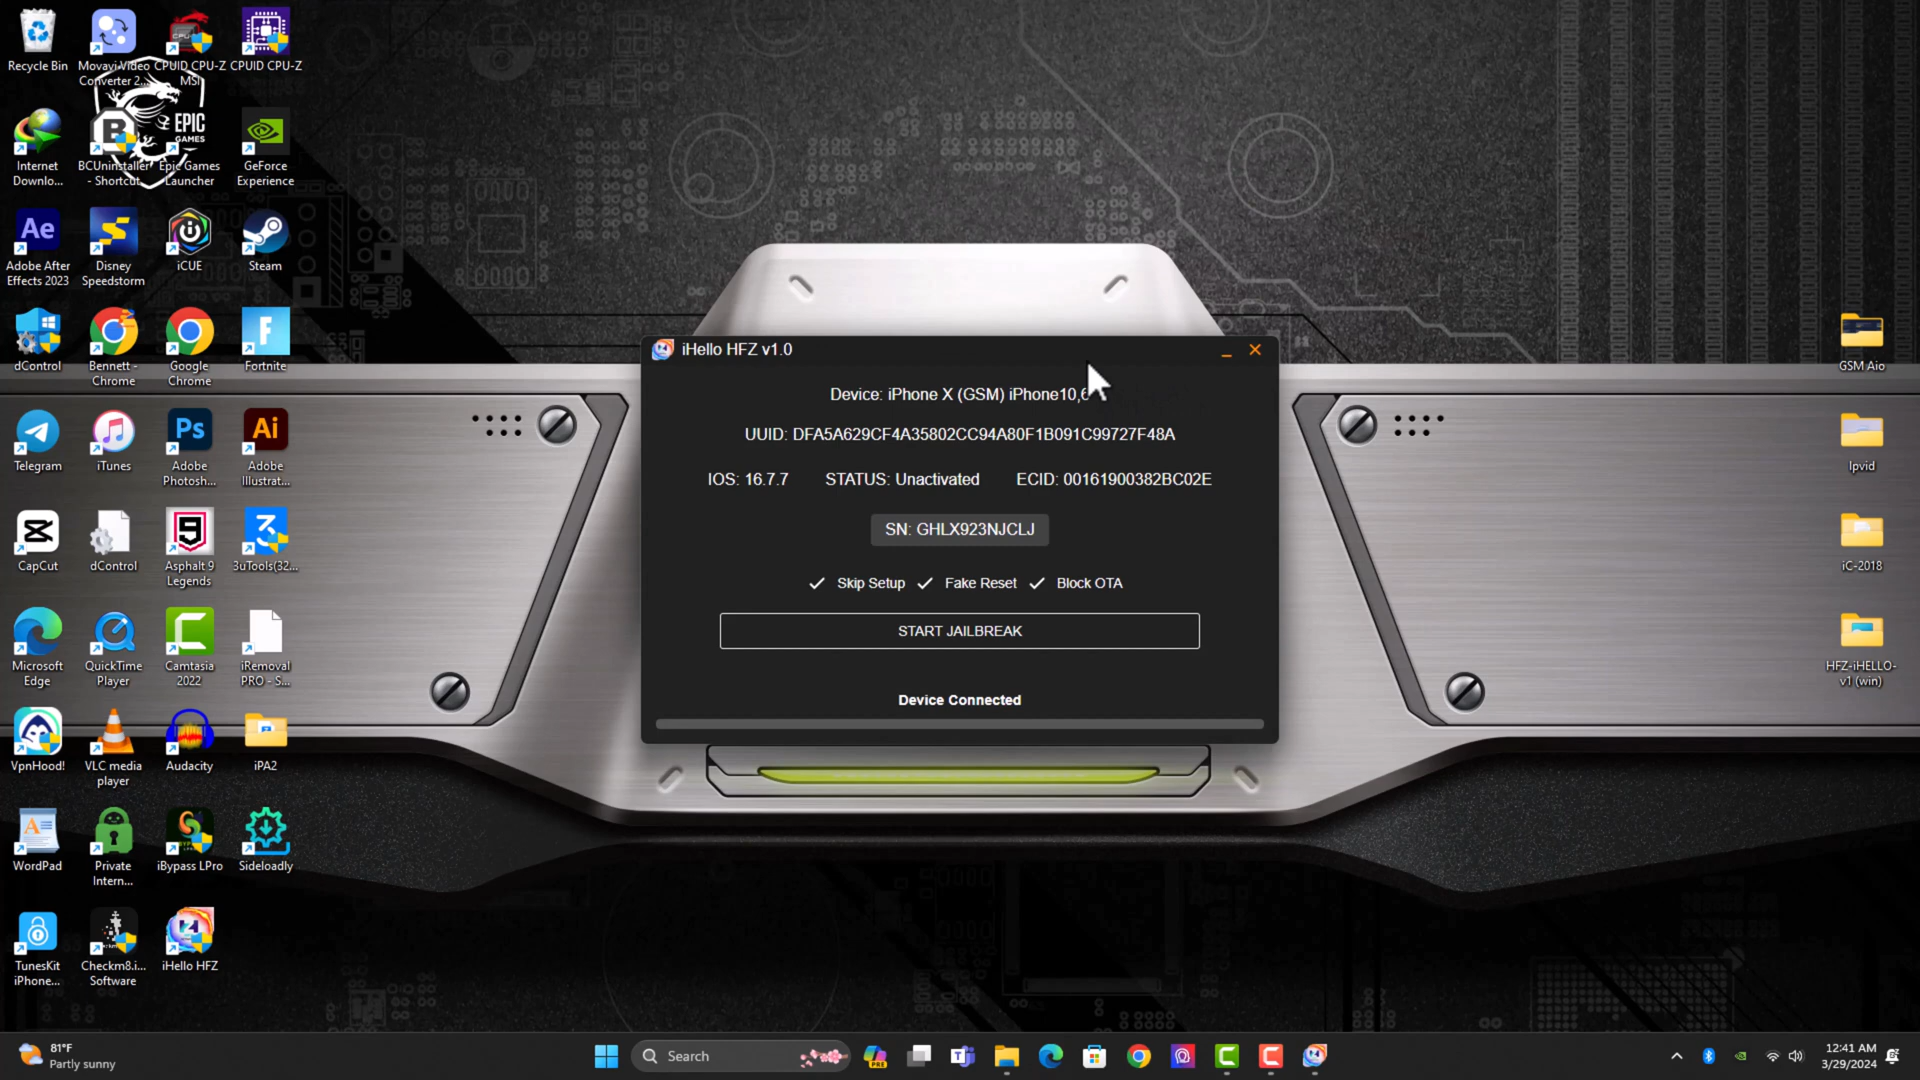 Recycle Bin
Movavi Video
Converter 2...
CPUID CPU-Z
MSI
CPUID CPU-Z
EPIC
GAMES
Internet
Downlo...
BCUninstaller
- Shortcut
Epic Games
Launcher
GeForce
Experience
Ae
Adobe After
Effects 2023
Disney
Speedstorm
iCUE
Steam
dControl
Bennett -
Chrome
Google
Chrome
Fortnite
Telegram
iTunes
Ps
Adobe
Photosh...
Ai
Adobe
Illustrat...
CapCut
dControl
Asphalt 9
Legends
3uTools(32...
Microsoft
Edge
QuickTime
Player
Camtasia
2022
iRemoval
PRO - S...
VpnHood!
VLC media
player
Audacity
iPA2
WordPad
Private
Intern...
iBypass LPro
Sideloadly
TunesKit
iPhone...
Checkm8.i...
Software
iHello HFZ
iHello HFZ v1.0
Device: iPhone X (GSM) iPhone10,6
UUID: DFA5A629CF4A35802CC94A80F1B091C99727F48A
IOS: 16.7.7 STATUS: Unactivated ECID: 00161900382BC02E
SN: GHLX923NJCLJ
Skip Setup Fake Reset Block OTA
START JAILBREAK
Device Connected
GSM Aio
Ipvid
iC-2018
HFZ-iHELLO-
v1 (win)
81°F
Partly sunny
Search
PRE
12:41 AM
3/29/2024